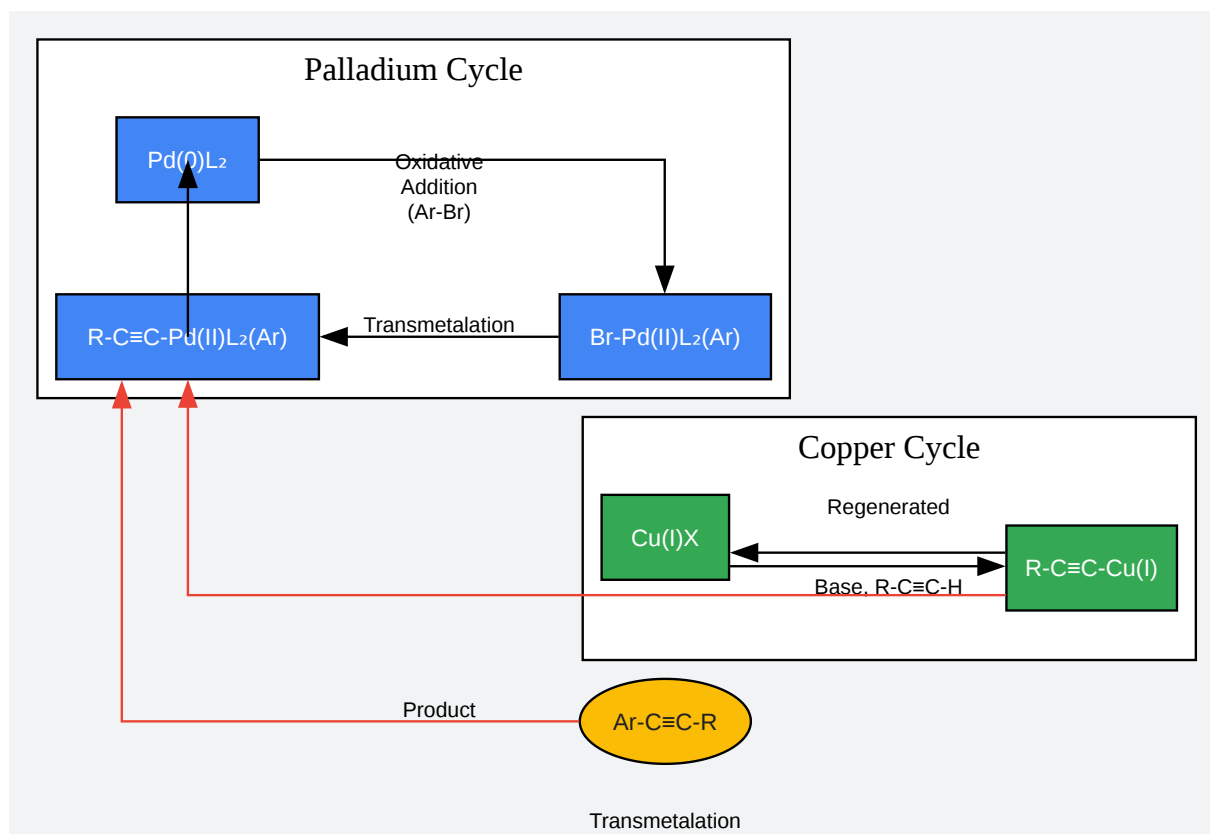 Palladium Cycle
Pd(0)L₂
Oxidative
Addition
(Ar-Br)
R-C≡C-Pd(II)L₂(Ar)
Transmetalation
Br-Pd(II)L₂(Ar)
Copper Cycle
Cu(I)X
Regenerated
R-C≡C-Cu(I)
Base, R-C≡C-H
Product
Ar-C≡C-R
Transmetalation